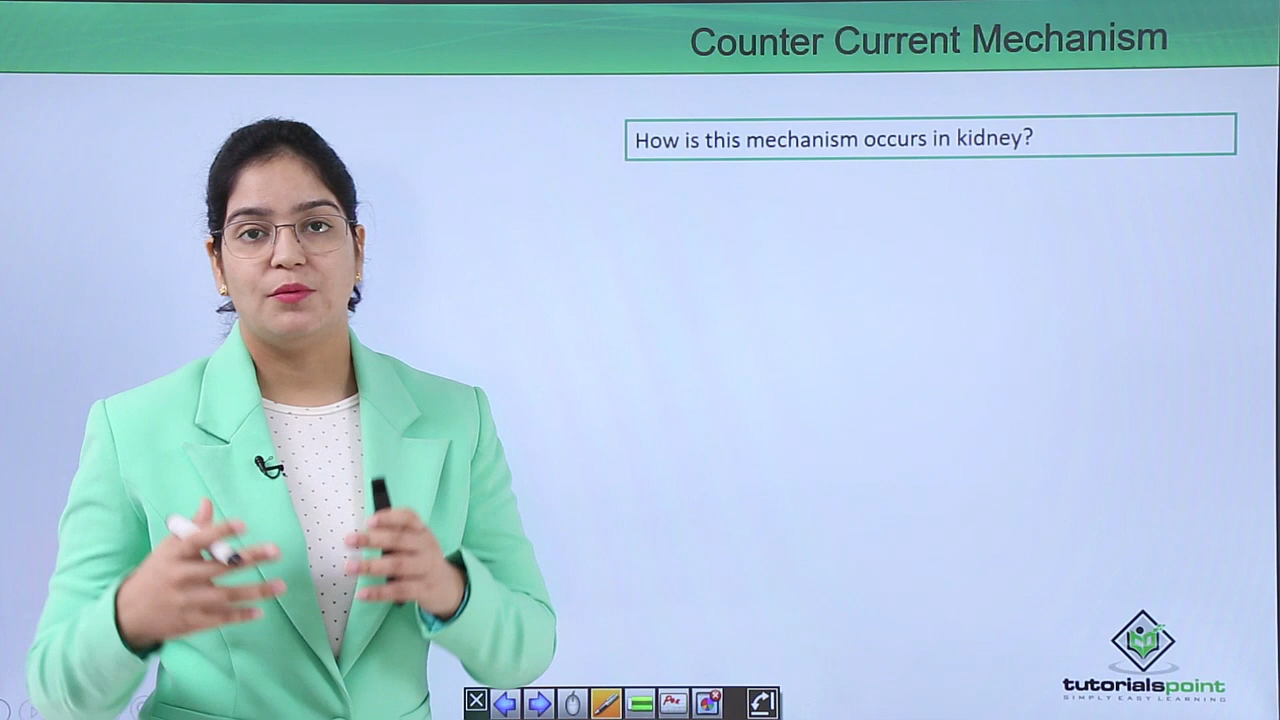 Counter Current Mechanism
How is this mechanism occurs in kidney?
tutorialspoint
SIMPLY EASY LEARNING